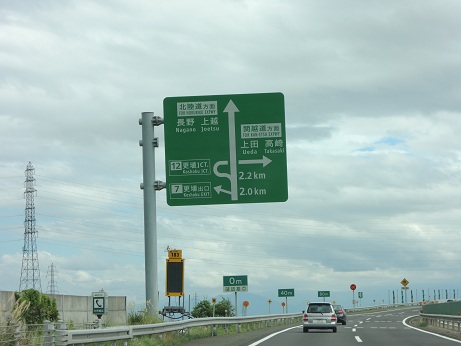 北陸道方面
FOR HOKURIKU EXPWY
長野 上越
Nagano Joetsu
関越道方面
FOR KAN-ETSU EXPWY
上田 高崎
Ueda Takasaki
12 更埴JCT.
Koshoku JCT.
2.2 km
7 更埴出口
Koshoku EXIT
2.0 km
103
0m
40m